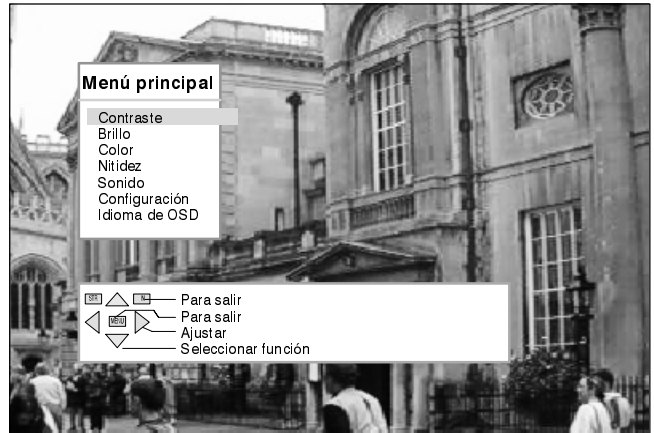 Menú principal
Contraste
Brillo
Color
Nitidez
Sonido
Configuración
Idioma de OSD
Para salir
MENU Para salir
Ajustar
Seleccionar función